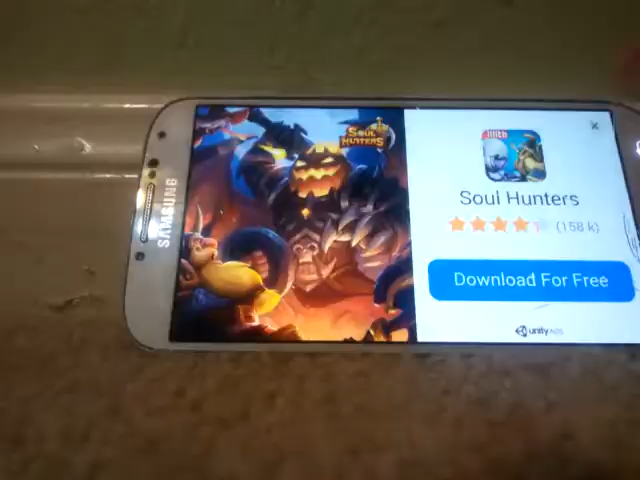 SAMSUNG
SOUL
HUNTERS
lilith
Soul Hunters
(158 k)
Download For Free
unity ADS